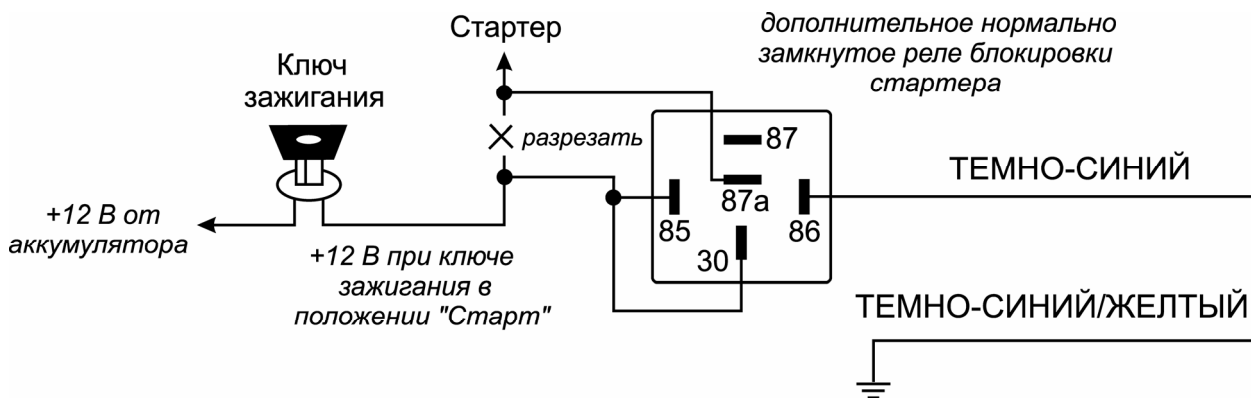 Стартер
дополнительное нормально
замкнутое реле блокировки
стартера
Ключ
зажигания
разрезать
87
87а
85
86
30
ТЕМНО-СИНИЙ
+12 В от
аккумулятора
+12 В при ключе
зажигания в
положении "Старт"
ТЕМНО-СИНИЙ/ЖЕЛТЫЙ